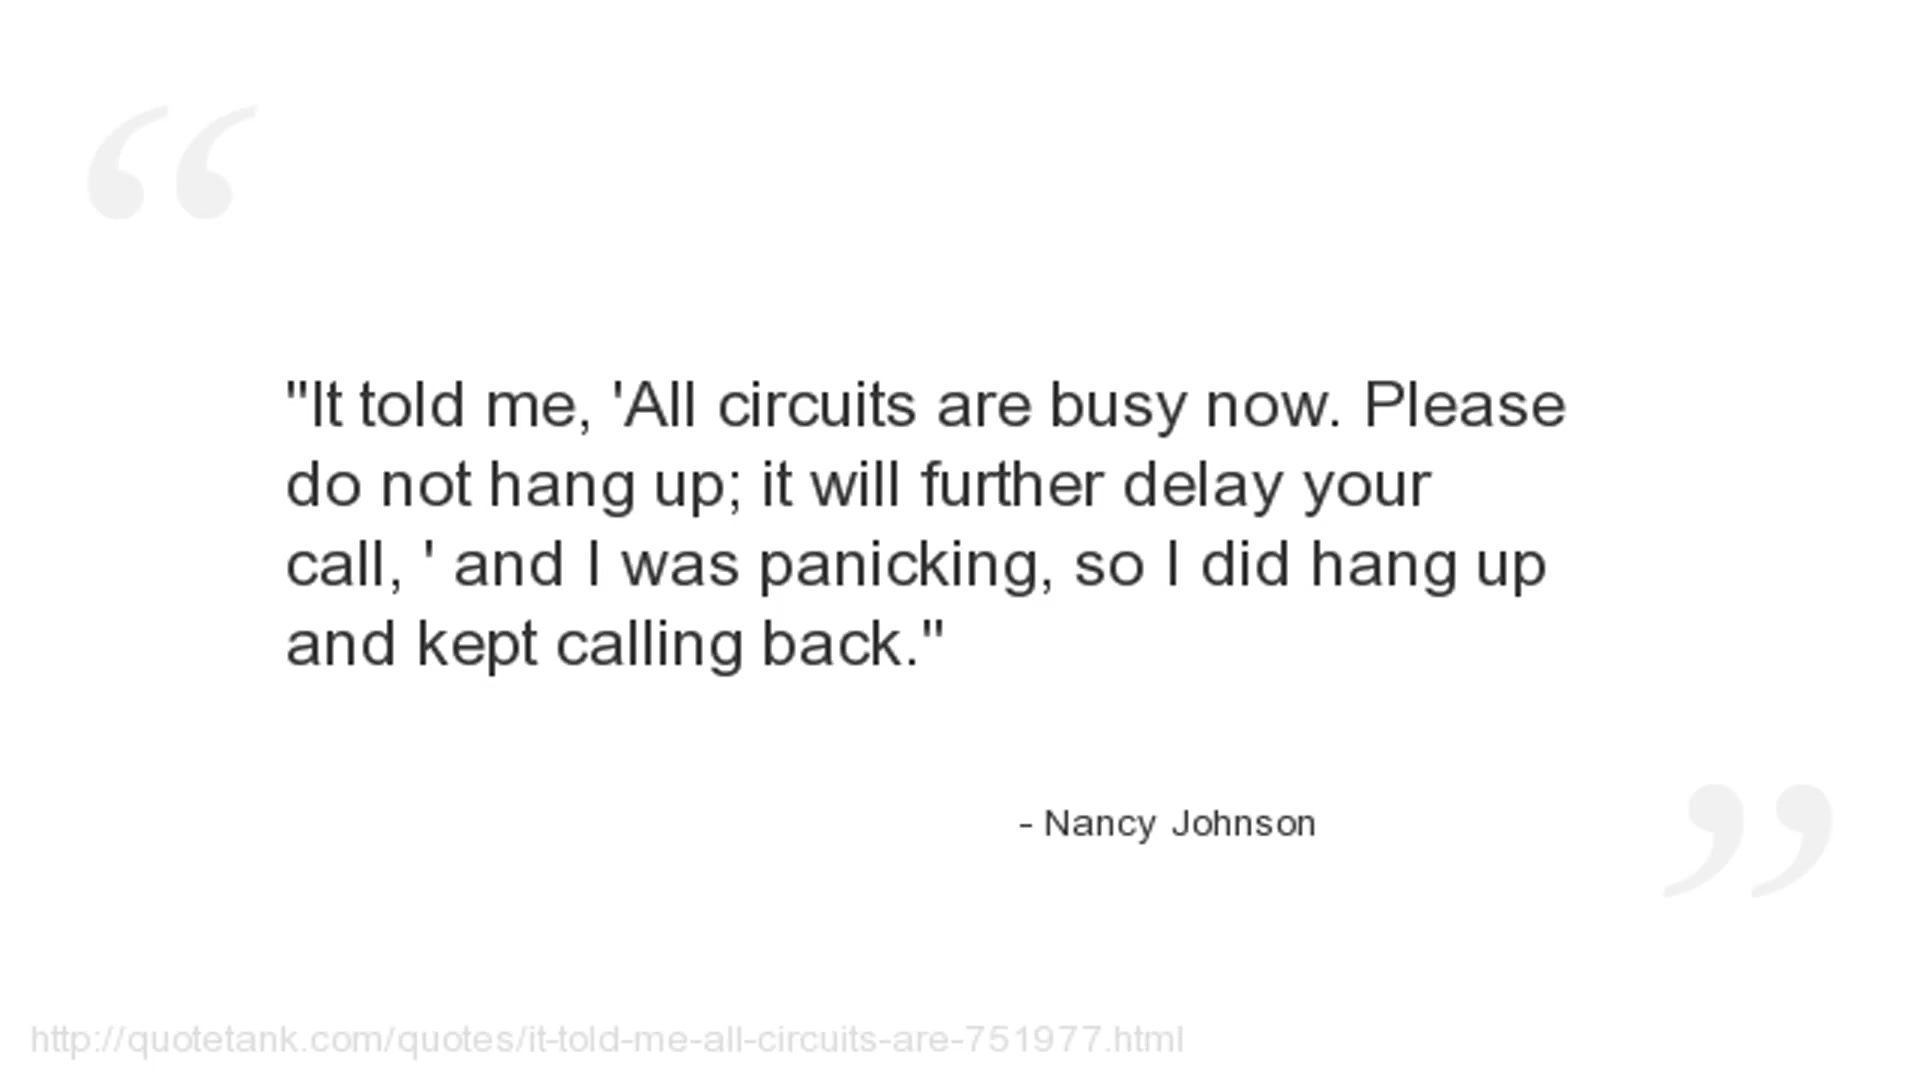 "It told me, 'All circuits are busy now. Please
do not hang up; it will further delay your
call, ' and I was panicking, so I did hang up
and kept calling back."
- Nancy Johnson
http://quotetank.com/quotes/it-told-me-all-circuits-are-751977.html